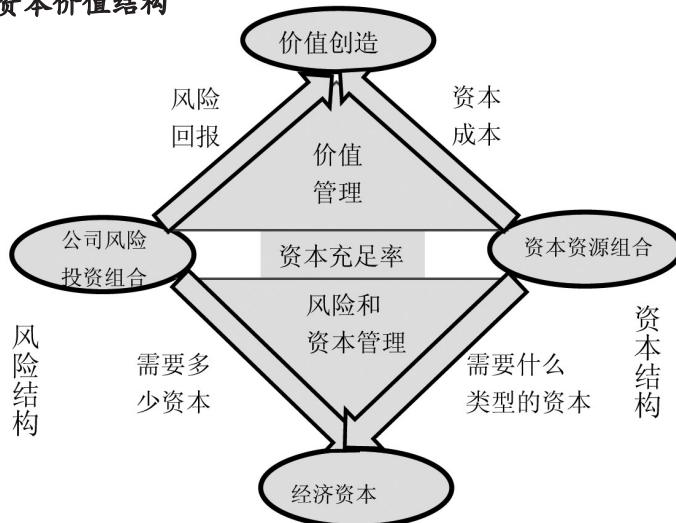 资本价值结构
价值创造
风险
回报
资本
成本
价值
管理
公司风险
投资组合
资本充足率
资本资源组合
风险和
资本管理
风险结构
需要多
少资本
需要什么
类型的资本
资本结构
经济资本